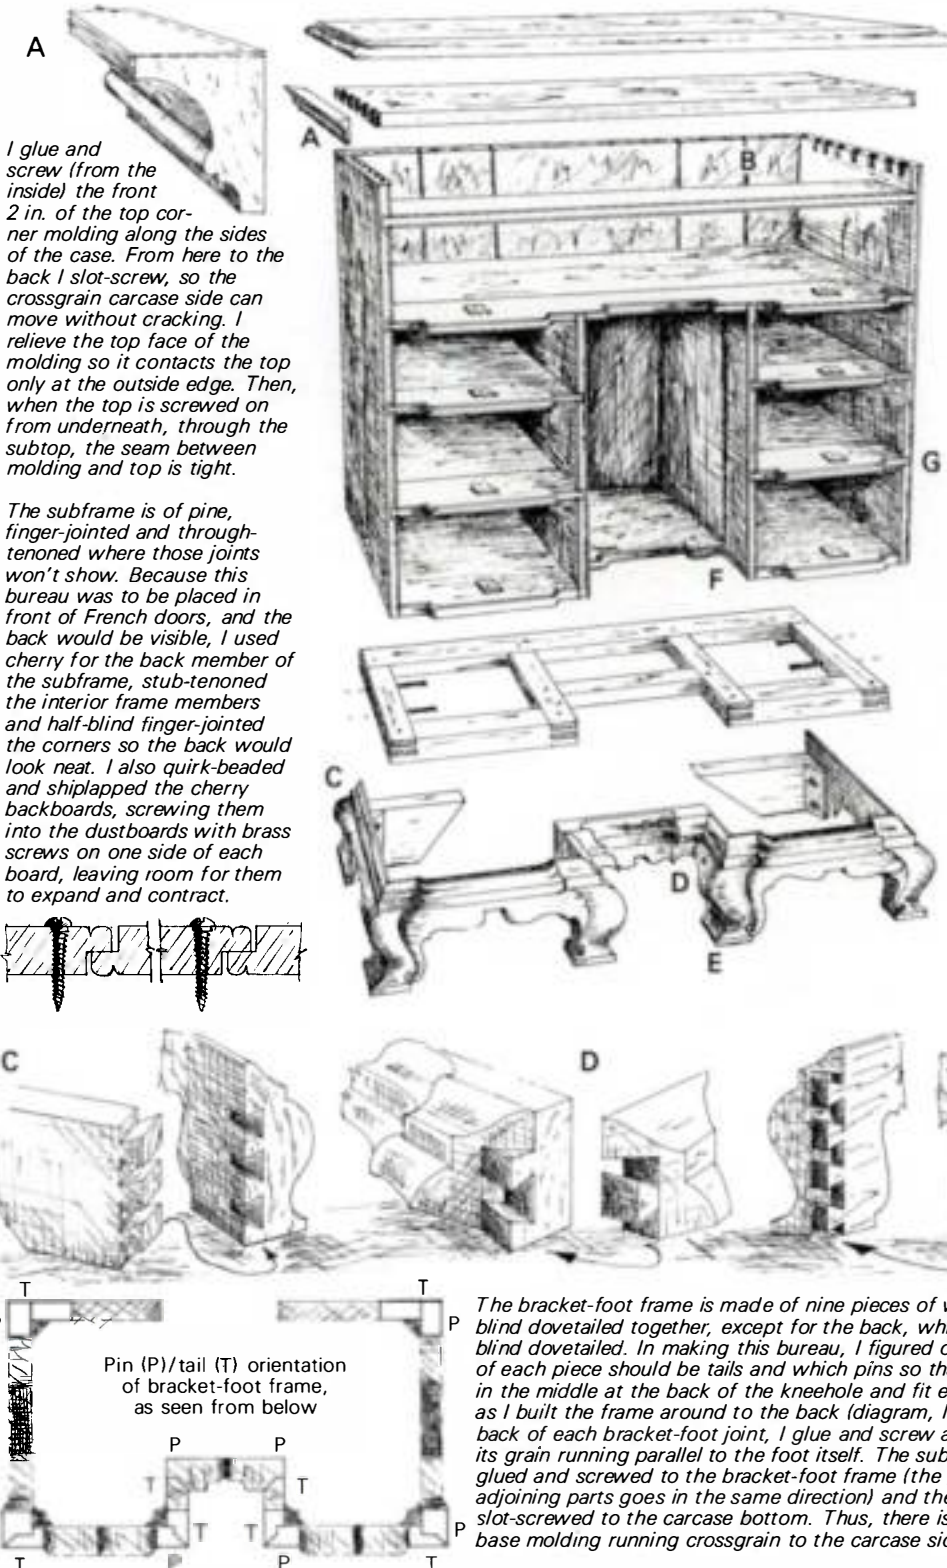 A
I glue and
screw (from the
inside) the front
2 in. of the top cor-
ner molding along the sides
of the case. From here to the
back I slot-screw, so the
crossgrain carcase side can
move without cracking. I
relieve the top face of the
molding so it contacts the top
only at the outside edge. Then,
when the top is screwed on
from underneath, through the
subtop, the seam between
molding and top is tight.
The subframe is of pine,
finger-jointed and through-
tenoned where those joints
won't show. Because this
bureau was to be placed in
front of French doors, and the
back would be visible, I used
cherry for the back member of
the subframe, stub-tenoned
the interior frame members
and half-blind finger-jointed
the corners so the back would
look neat. I also quirk-beaded
and shiplapped the cherry
backboards, screwing them
into the dustboards with brass
screws on one side of each
board, leaving room for them
to expand and contract.
A
B
G
F
C
D
E
C
D
T
T
P
Pin (P)/tail (T) orientation
of bracket-foot frame,
as seen from below
P
P
T
T
T
T
P
P
P
T
T
The bracket-foot frame is made of nine pieces of
blind dovetailed together, except for the back,
blind dovetailed. In making this bureau, I figured
of each piece should be tails and which pins so
in the middle at the back of the kneehole and fit
as I built the frame around to the back (diagram,
back of each bracket-foot joint, I glue and screw
its grain running parallel to the foot itself. The
glued and screwed to the bracket-foot frame (the
adjoining parts goes in the same direction) and
slot-screwed to the carcase bottom. Thus, there is
base molding running crossgrain to the carcase